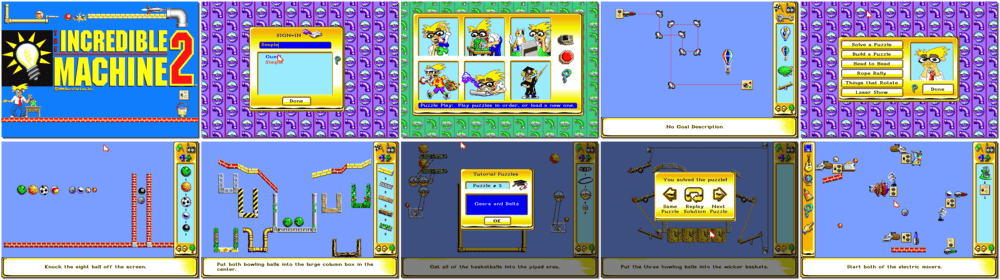 THE
INCREDIBLE
MACHINE 2
SIGN-IN
Simple
Done
Puzzle Play: Play puzzles in order, or load a new one.
No Goal Description
Solve a Puzzle
Build a Puzzle
Head to Head
Rope Rally
Things that Rotate
Laser Show
Done
Knock the eight ball off the screen.
Put both bowling balls into the large column box in the center.
Tutorial Puzzles
Puzzle # 3
Gears and Belts
OK
Get all of the basketballs into the piped area.
You solved the puzzle!
Same Puzzle
Replay Solution
Next Puzzle
Put the three bowling balls into the wicker baskets.
Start both of the electric mixers.